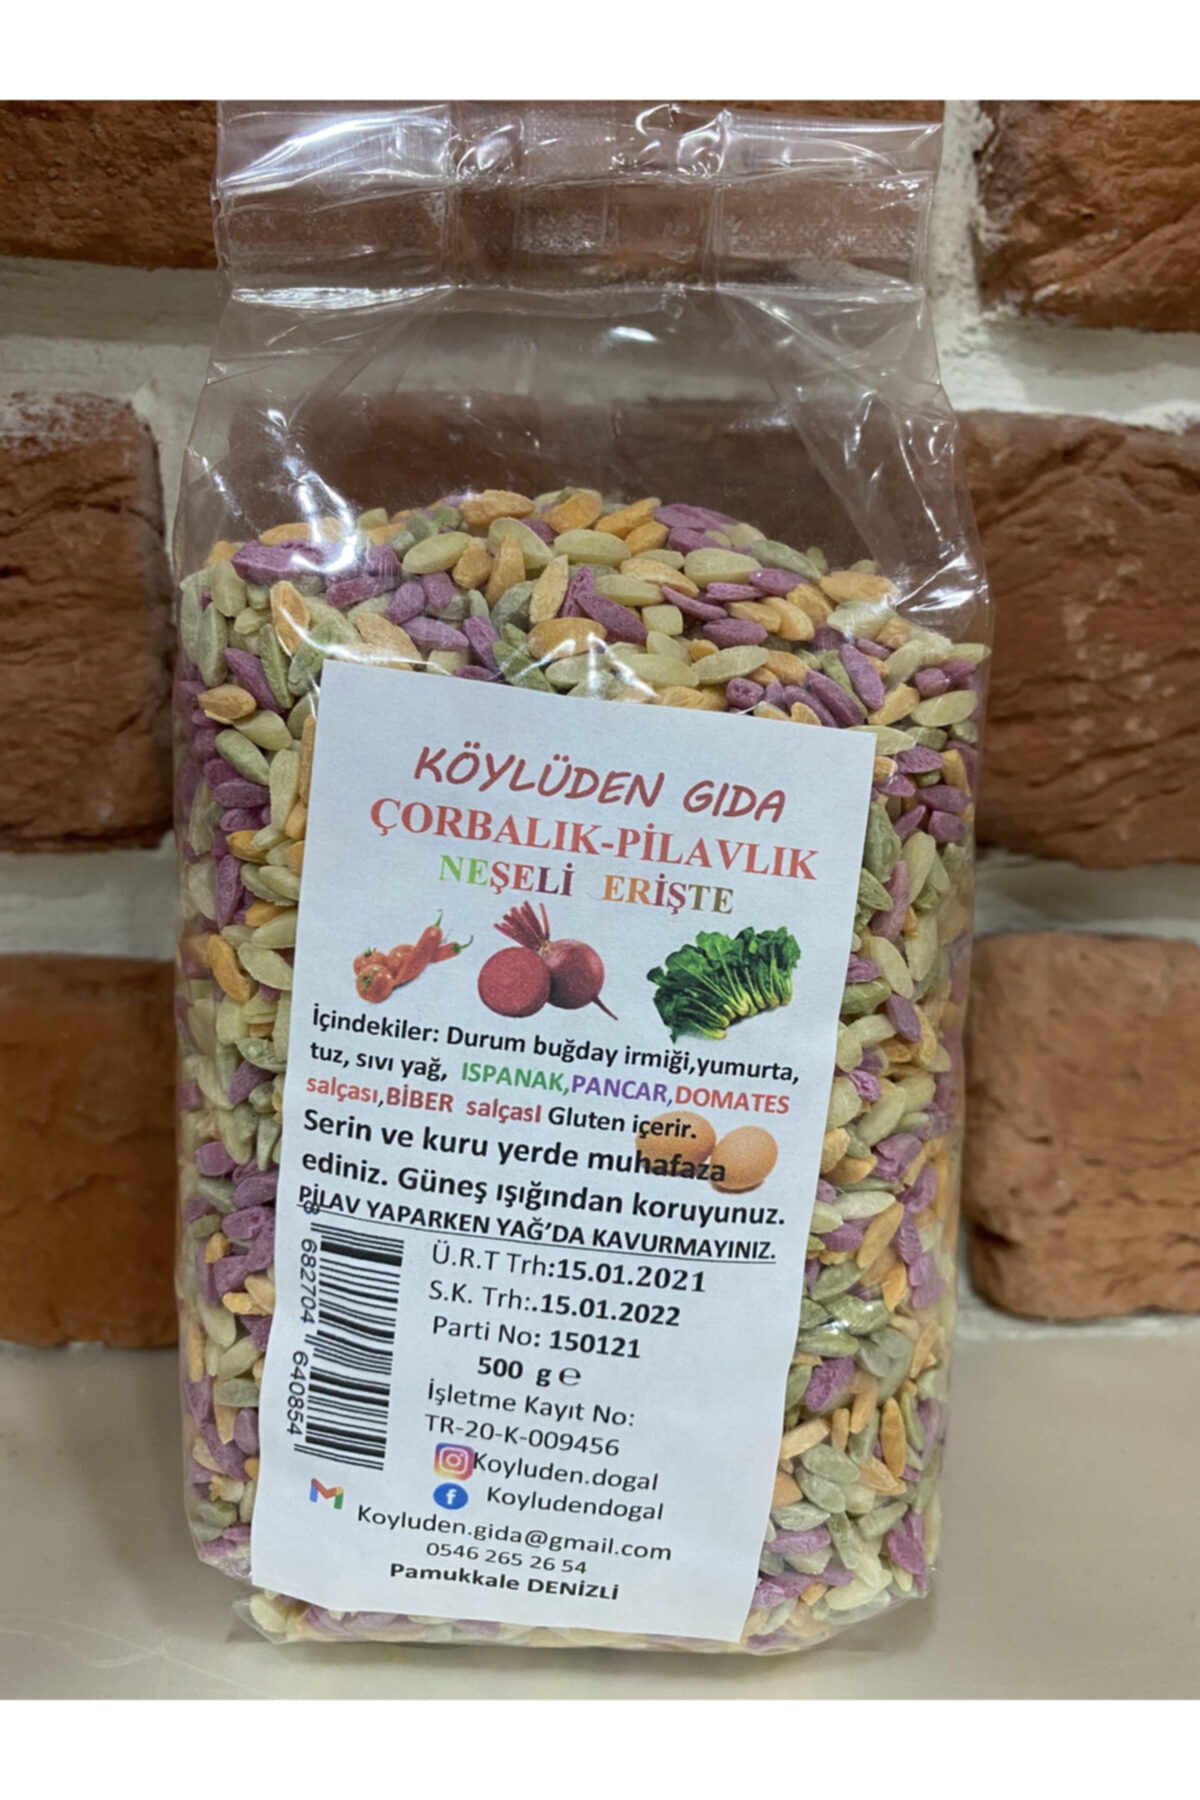 KÖYLÜDEN GIDA
ÇORBALIK-PİLAVLIK
NEŞELİ ERİŞTE
İçindekiler: Durum buğday irmiği,yumurta,
tuz, sıvı yağ, ISPANAK,PANCAR,DOMATES
salçası,BİBER salçasI Gluten içerir.
Serin ve kuru yerde muhafaza
ediniz. Güneş ışığından koruyunuz.
PİLAV YAPARKEN YAĞ'DA KAVURMAYINIZ.
8 682704 640854
Ü.R.T Trh:15.01.2021
S.K. Trh:.15.01.2022
Parti No: 150121
500 g ℮
İşletme Kayıt No:
TR-20-K-009456
Koyluden.dogal
Koyludendogal
Koyluden.gida@gmail.com
0546 265 26 54
Pamukkale DENİZLİ